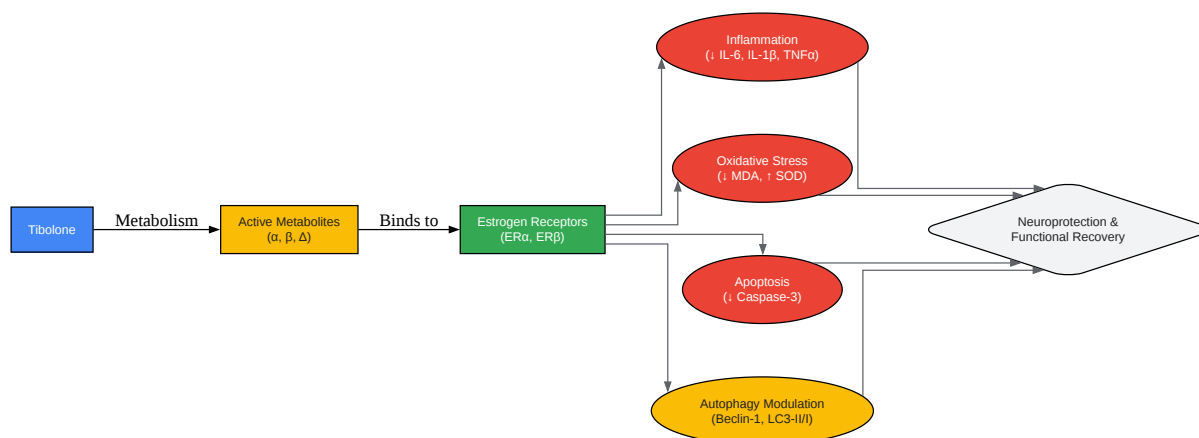 Inflammation
(↓ IL-6, IL-1β, TNFα)
Oxidative Stress
(↓ MDA, ↑ SOD)
Tibolone
Metabolism
Active Metabolites
(α, β, Δ)
Binds to
Estrogen Receptors
(ERα, ERβ)
Neuroprotection &
Functional Recovery
Apoptosis
(↓ Caspase-3)
Autophagy Modulation
(Beclin-1, LC3-II/I)